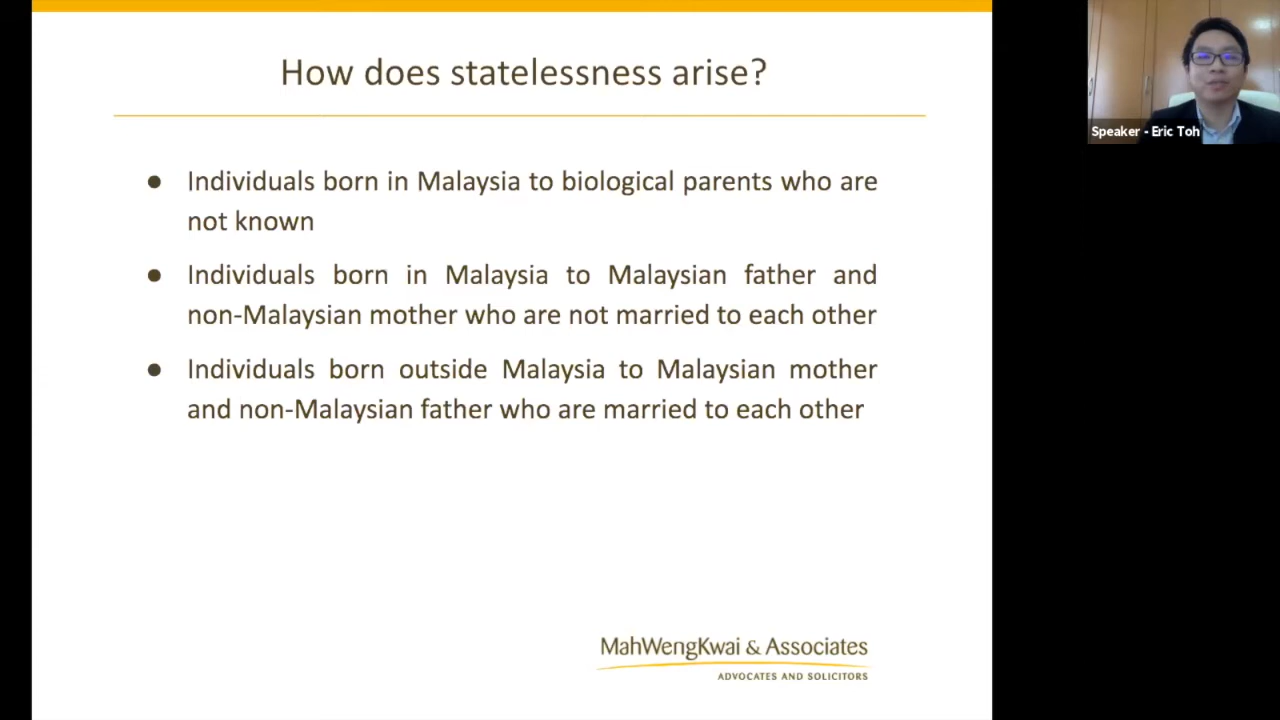 How does statelessness arise?
● Individuals born in Malaysia to biological parents who are
not known
● Individuals born in Malaysia to Malaysian father and
non-Malaysian mother who are not married to each other
● Individuals born outside Malaysia to Malaysian mother
and non-Malaysian father who are married to each other
MahWengKwai & Associates
ADVOCATES AND SOLICITORS
Speaker - Eric Toh